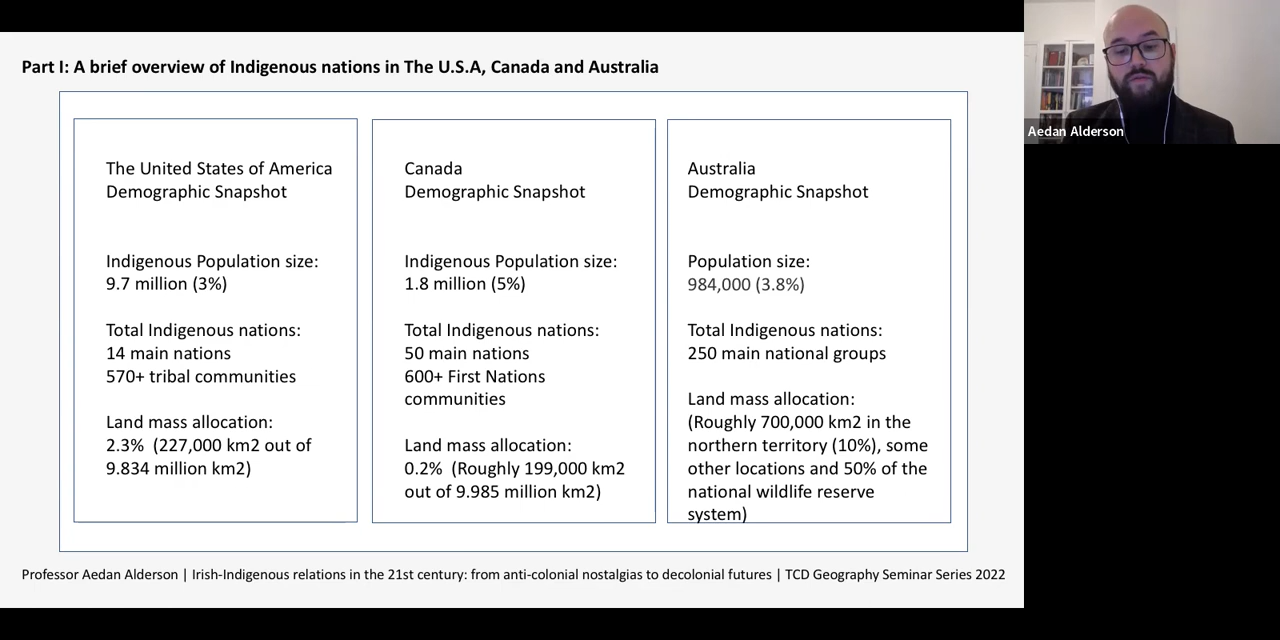 Part I: A brief overview of Indigenous nations in The U.S.A, Canada and Australia
The United States of America
Demographic Snapshot
Indigenous Population size:
9.7 million (3%)
Total Indigenous nations:
14 main nations
570+ tribal communities
Land mass allocation:
2.3%  (227,000 km2 out of
9.834 million km2)
Canada
Demographic Snapshot
Indigenous Population size:
1.8 million (5%)
Total Indigenous nations:
50 main nations
600+ First Nations
communities
Land mass allocation:
0.2%  (Roughly 199,000 km2
out of 9.985 million km2)
Australia
Demographic Snapshot
Population size:
984,000 (3.8%)
Total Indigenous nations:
250 main national groups
Land mass allocation:
(Roughly 700,000 km2 in the
northern territory (10%), some
other locations and 50% of the
national wildlife reserve
system)
Professor Aedan Alderson | Irish-Indigenous relations in the 21st century: from anti-colonial nostalgias to decolonial futures | TCD Geography Seminar Series 2022
Aedan Alderson